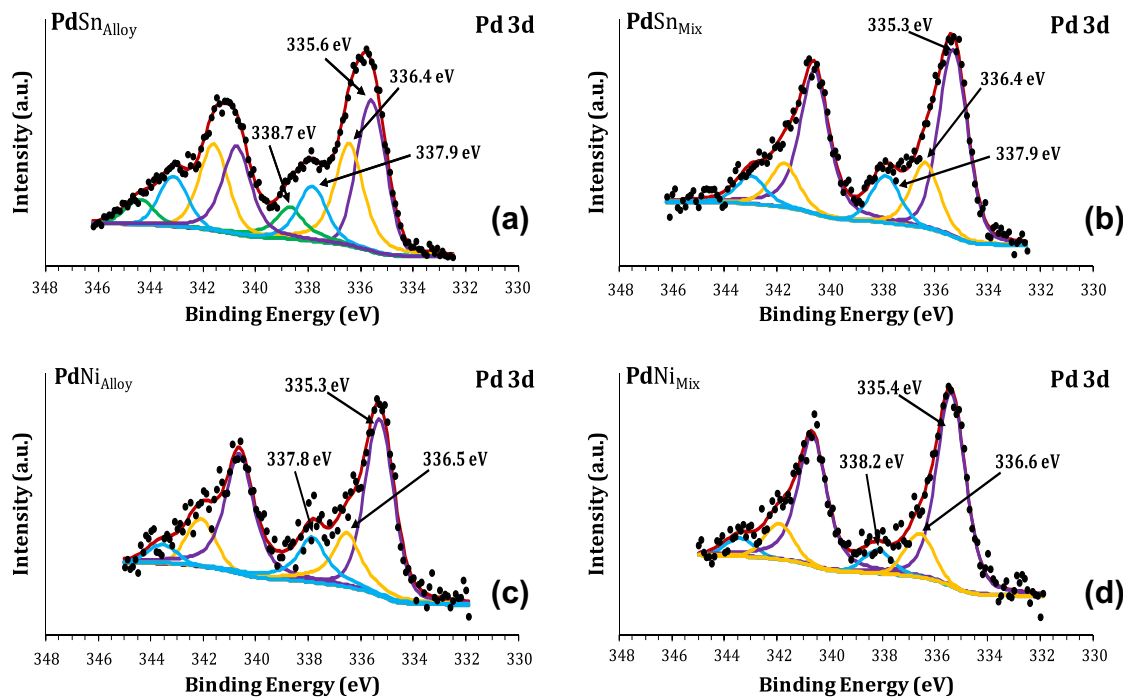 PdSnAlloy
Pd 3d
335.6 eV
336.4 eV
338.7 eV
337.9 eV
(a)
Intensity (a.u.)
348 346 344 342 340 338 336 334 332 330
Binding Energy (eV)
PdSnMix
Pd 3d
335.3 eV
336.4 eV
337.9 eV
(b)
Intensity (a.u.)
348 346 344 342 340 338 336 334 332 330
Binding Energy (eV)
PdNiAlloy
Pd 3d
335.3 eV
337.8 eV
336.5 eV
(c)
Intensity (a.u.)
348 346 344 342 340 338 336 334 332 330
Binding Energy (eV)
PdNiMix
Pd 3d
335.4 eV
338.2 eV
336.6 eV
(d)
Intensity (a.u.)
348 346 344 342 340 338 336 334 332 330
Binding Energy (eV)